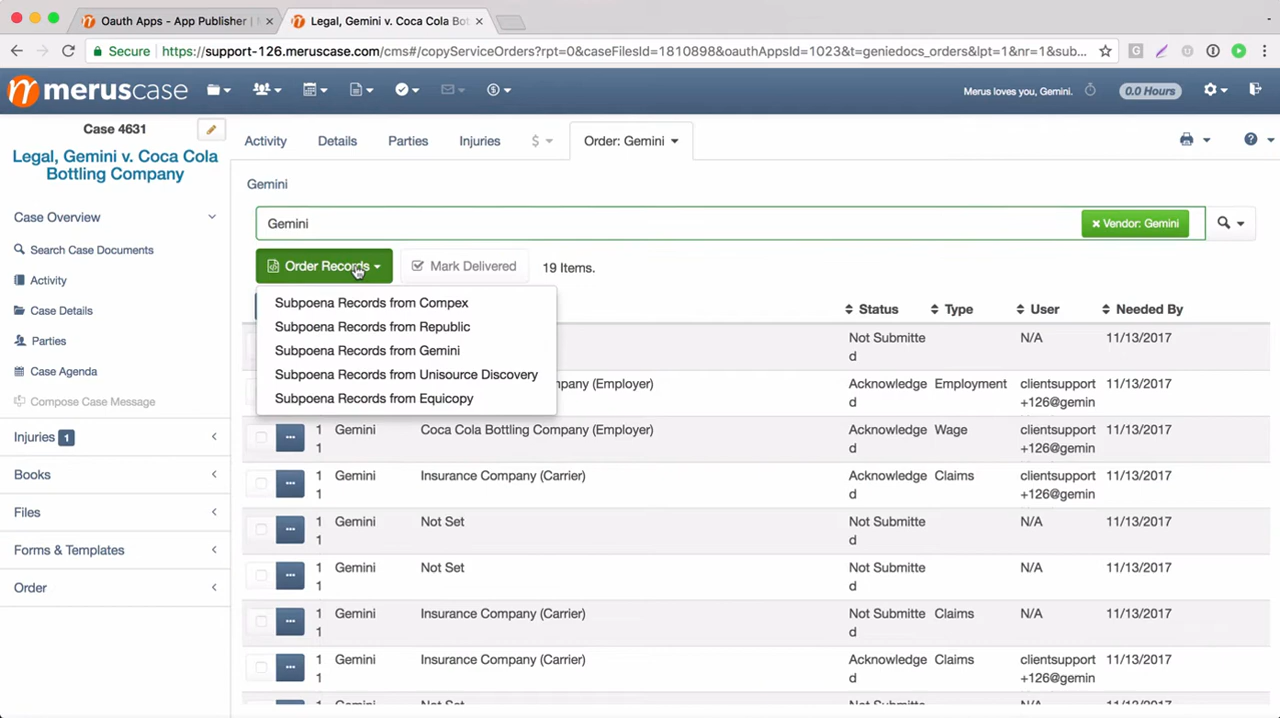 Oauth Apps - App Publisher |
Legal, Gemini v. Coca Cola Bot
Secure
https://support-126.meruscase.com/cms#/copyServiceOrders?rpt=0&caseFilesId=1810898&oauthAppsId=1023&t=geniedocs_orders&lpt=1&nr=1&sub...
meruscase
Merus loves you, Gemini.
0.0 Hours
Case 4631
Legal, Gemini v. Coca Cola
Bottling Company
Case Overview
Search Case Documents
Activity
Case Details
Parties
Case Agenda
Compose Case Message
Injuries 1
Books
Files
Forms & Templates
Order
Activity
Details
Parties
Injuries
$
Order: Gemini
Gemini
Gemini
× Vendor: Gemini
Order Records
Mark Delivered
19 Items.
Subpoena Records from Compex
Subpoena Records from Republic
Subpoena Records from Gemini
Subpoena Records from Unisource Discovery
Subpoena Records from Equicopy
Status Type User Needed By
Not Submitte N/A 11/13/2017
d
pany (Employer) Acknowledge Employment clientsupport 11/13/2017
d +126@gemin
1 Gemini Coca Cola Bottling Company (Employer) Acknowledge Wage clientsupport 11/13/2017
1 d +126@gemin
1 Gemini Insurance Company (Carrier) Acknowledge Claims clientsupport 11/13/2017
1 d +126@gemin
1 Gemini Not Set Not Submitte N/A 11/13/2017
1 d
1 Gemini Not Set Not Submitte N/A 11/13/2017
1 d
1 Gemini Insurance Company (Carrier) Not Submitte Claims N/A 11/13/2017
1 d
1 Gemini Insurance Company (Carrier) Acknowledge Claims clientsupport 11/13/2017
1 d +126@gemin